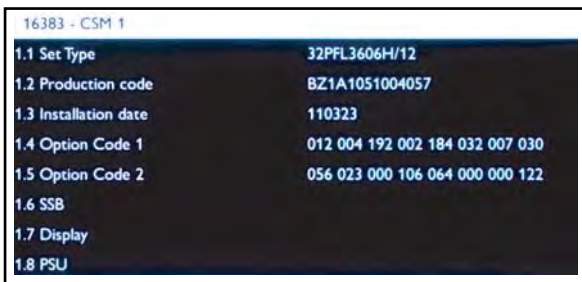 16383 - CSM 1
1.1 Set Type 32PFL3606H/12
1.2 Production code BZ1A1051004057
1.3 Installation date 110323
1.4 Option Code 1 012 004 192 002 184 032 007 030
1.5 Option Code 2 056 023 000 106 064 000 000 122
1.6 SSB
1.7 Display
1.8 PSU